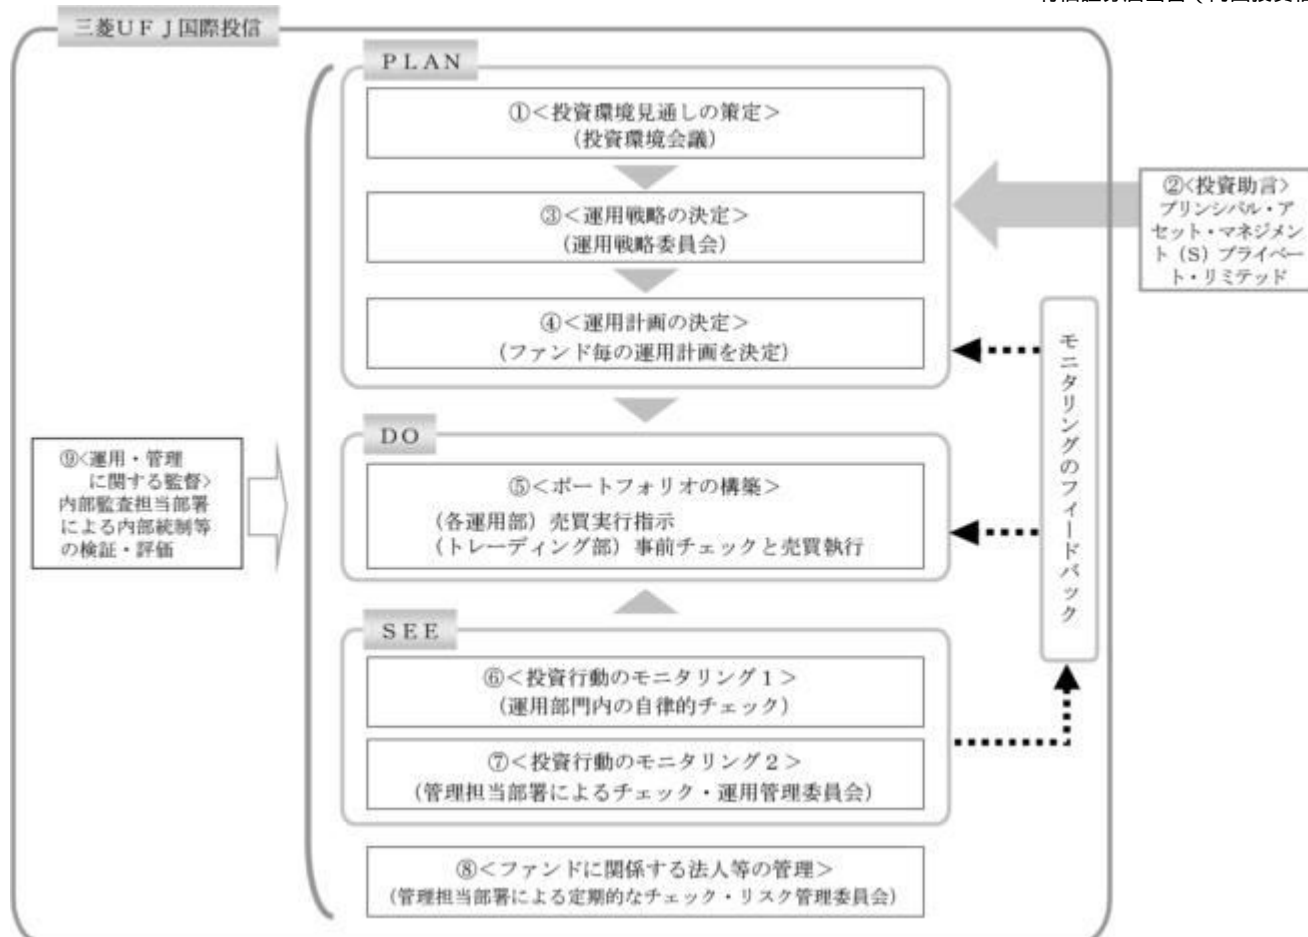 三菱ＵＦＪ国際投信
ＰＬＡＮ
①＜投資環境見通しの策定＞
（投資環境会議）
②＜投資助言＞
プリンシパル・ア
セット・マネジメン
ト（S）プライベー
ト・リミテッド
③＜運用戦略の決定＞
（運用戦略委員会）
④＜運用計画の決定＞
（ファンド毎の運用計画を決定）
モニタリングのフィードバック
ＤＯ
⑤＜ポートフォリオの構築＞
（各運用部）売買実行指示
（トレーディング部）事前チェックと売買執行
⑨＜運用・管理
に関する監督＞
内部監査担当部署
による内部統制等
の検証・評価
ＳＥＥ
⑥＜投資行動のモニタリング１＞
（運用部門内の自律的チェック）
⑦＜投資行動のモニタリング２＞
（管理担当部署によるチェック・運用管理委員会）
⑧＜ファンドに関係する法人等の管理＞
（管理担当部署による定期的なチェック・リスク管理委員会）